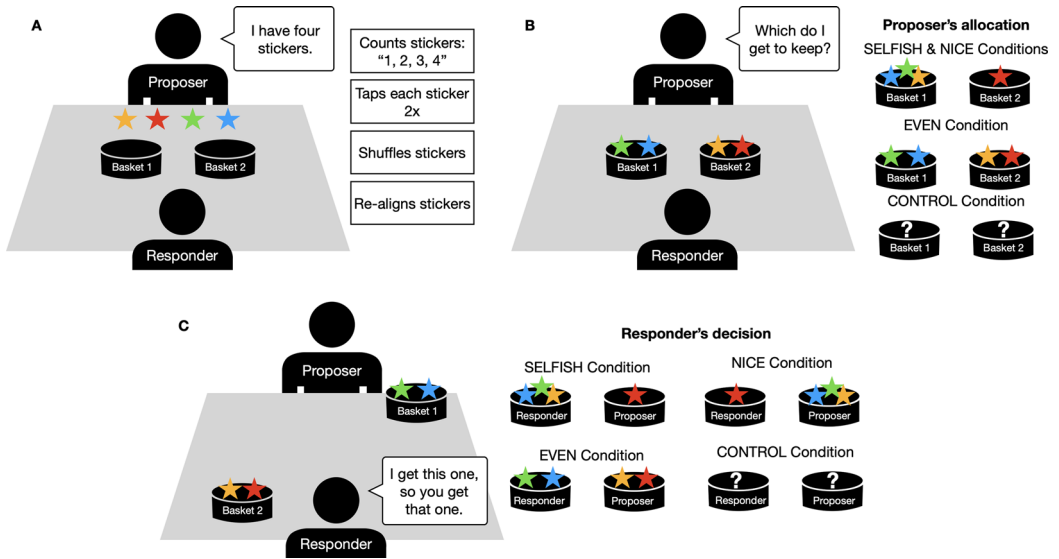 A
I have four
stickers.
Proposer
Counts stickers:
“1, 2, 3, 4”
Taps each sticker
2x
Shuffles stickers
Re-aligns stickers
Basket 1
Basket 2
Responder
B
Which do I
get to keep?
Proposer
Basket 1
Basket 2
Responder
Proposer’s allocation
SELFISH & NICE Conditions
Basket 1
Basket 2
EVEN Condition
Basket 1
Basket 2
CONTROL Condition
?
?
Basket 1
Basket 2
C
Proposer
Basket 1
Basket 2
I get this one,
so you get
that one.
Responder
Responder’s decision
SELFISH Condition
Responder
Proposer
NICE Condition
Responder
Proposer
EVEN Condition
Responder
Proposer
CONTROL Condition
?
?
Responder
Proposer